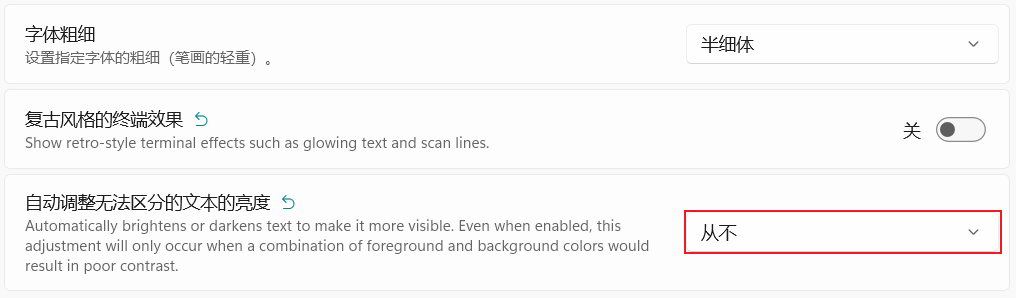 字体粗细
设置指定字体的粗细（笔画的轻重）。
半细体
复古风格的终端效果
Show retro-style terminal effects such as glowing text and scan lines.
关
自动调整无法区分的文本的亮度
Automatically brightens or darkens text to make it more visible. Even when enabled, this
adjustment will only occur when a combination of foreground and background colors would
result in poor contrast.
从不